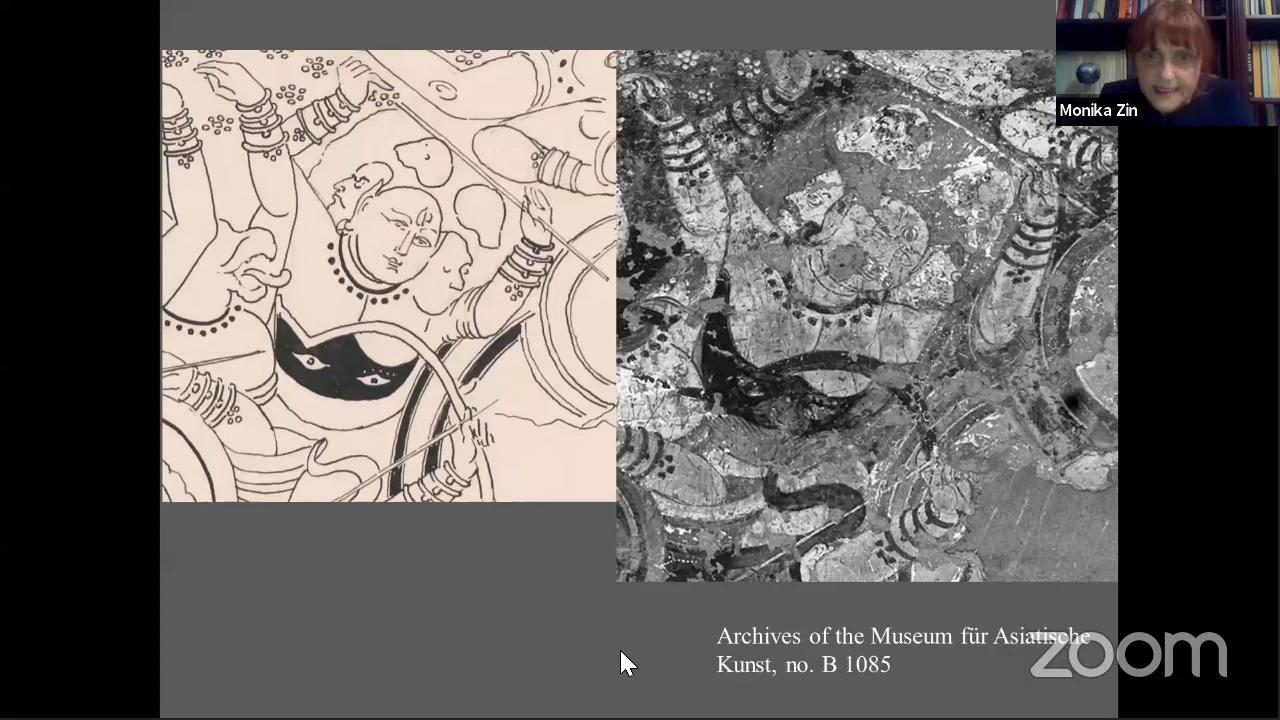 Monika Zin
Archives of the Museum für Asiatische
Kunst, no. B 1085
zoom